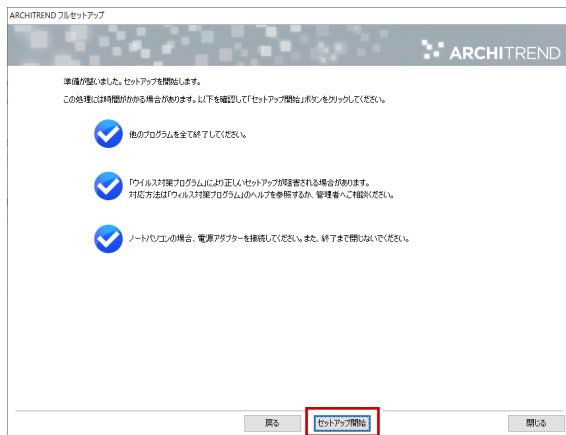 ARCHITREND フルセットアップ
ARCHITREND
準備が整いました。セットアップを開始します。
この処理には時間がかかる場合があります。以下を確認して「セットアップ開始」ボタンをクリックしてください。
他のプログラムを全て終了してください。
「ウイルス対策プログラム」により正しいセットアップが阻害される場合があります。
対応方法は「ウィルス対策プログラム」のヘルプを参照するか、管理者へご相談ください。
ノートパソコンの場合、電源アダプターを接続してください。また、終了まで閉じないでください。
戻る
セットアップ開始
閉じる